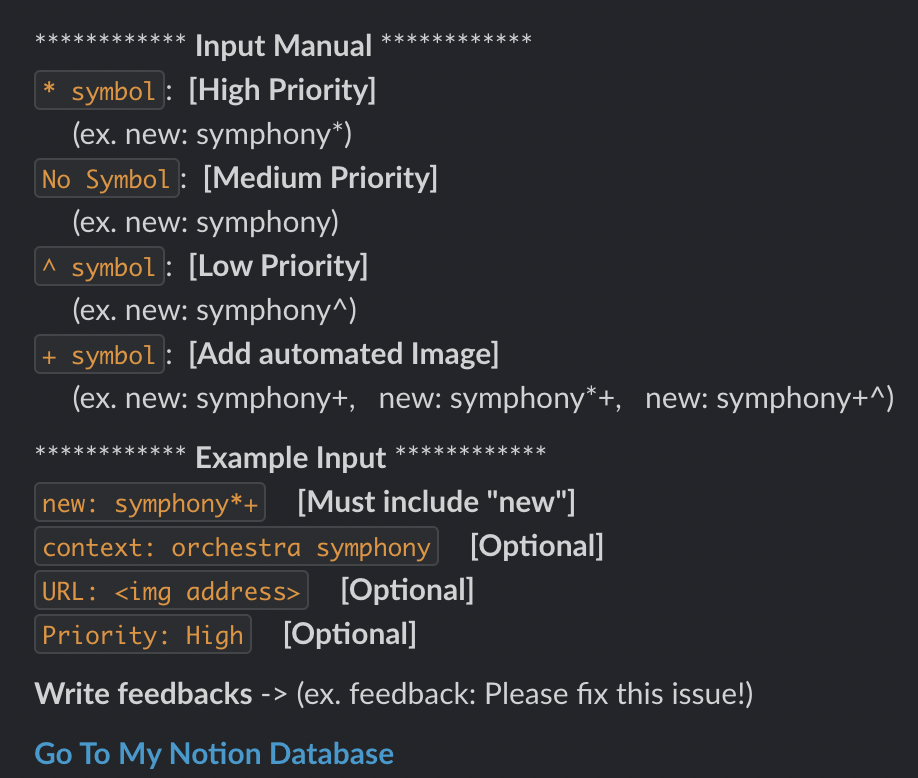 ************ Input Manual ************
* symbol: [High Priority]
(ex. new: symphony*)
No Symbol: [Medium Priority]
(ex. new: symphony)
^ symbol: [Low Priority]
(ex. new: symphony^)
+ symbol: [Add automated Image]
(ex. new: symphony+, new: symphony*+, new: symphony+^)
************ Example Input ************
new: symphony*+ [Must include "new"]
context: orchestra symphony [Optional]
URL: <img address> [Optional]
Priority: High [Optional]
Write feedbacks -> (ex. feedback: Please fix this issue!)
Go To My Notion Database